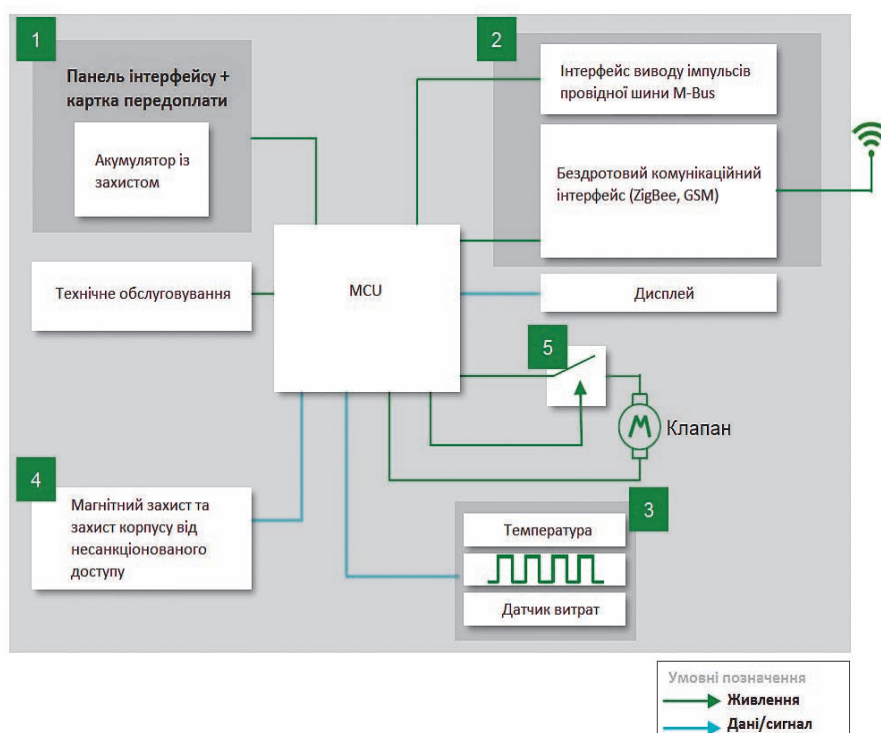 1
Панель інтерфейсу +
картка передоплати
Акумулятор із
захистом
2
Інтерфейс виводу імпульсів
провідної шини M-Bus
Бездротовий комунікаційний
інтерфейс (ZigBee, GSM)
Технічне обслуговування
MCU
Дисплей
5
M
Клапан
4
Магнітний захист та
захист корпусу від
несанкціонованого
доступу
3
Температура
Датчик витрат
Умовні позначення
Живлення
Дані/сигнал